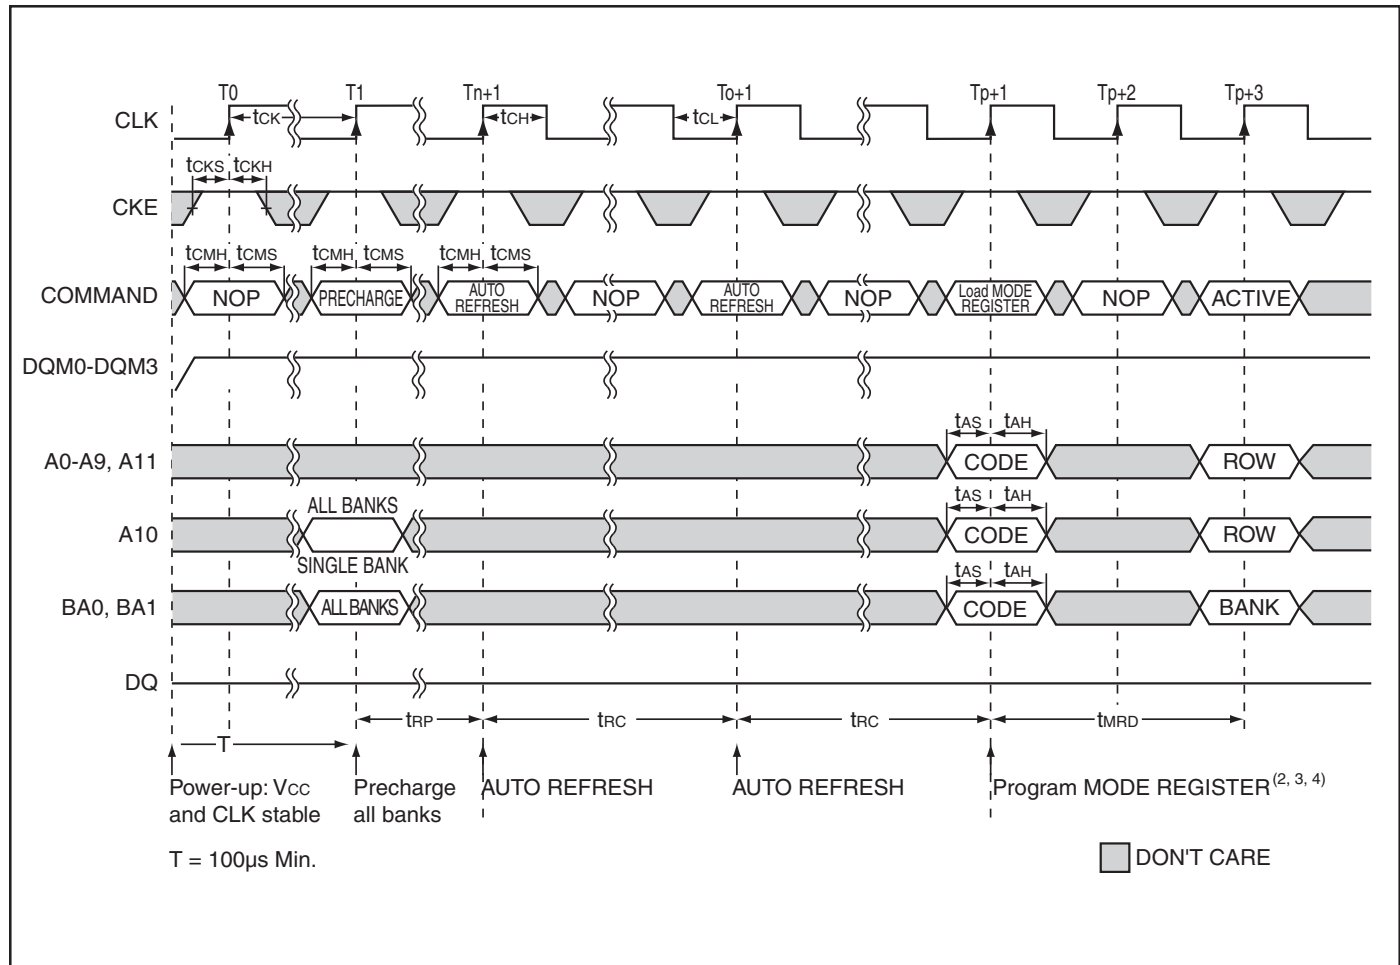 T0 T1 Tn+1 To+1 Tp+1 Tp+2 Tp+3
CLK tCK tCH tCL
tCKS tCKH
CKE
tCMH tCMS tCMH tCMS tCMH tCMS
COMMAND NOP PRECHARGE AUTO REFRESH NOP AUTO REFRESH NOP Load MODE REGISTER NOP ACTIVE
DQM0-DQM3
tAS tAH
A0-A9, A11 CODE ROW
ALL BANKS tAS tAH
A10 CODE ROW
SINGLE BANK tAS tAH
BA0, BA1 ALL BANKS CODE BANK
DQ
tRP tRC tRC tMRD
T
Power-up: VCC Precharge AUTO REFRESH AUTO REFRESH Program MODE REGISTER(2, 3, 4)
and CLK stable all banks
T = 100µs Min. DON'T CARE